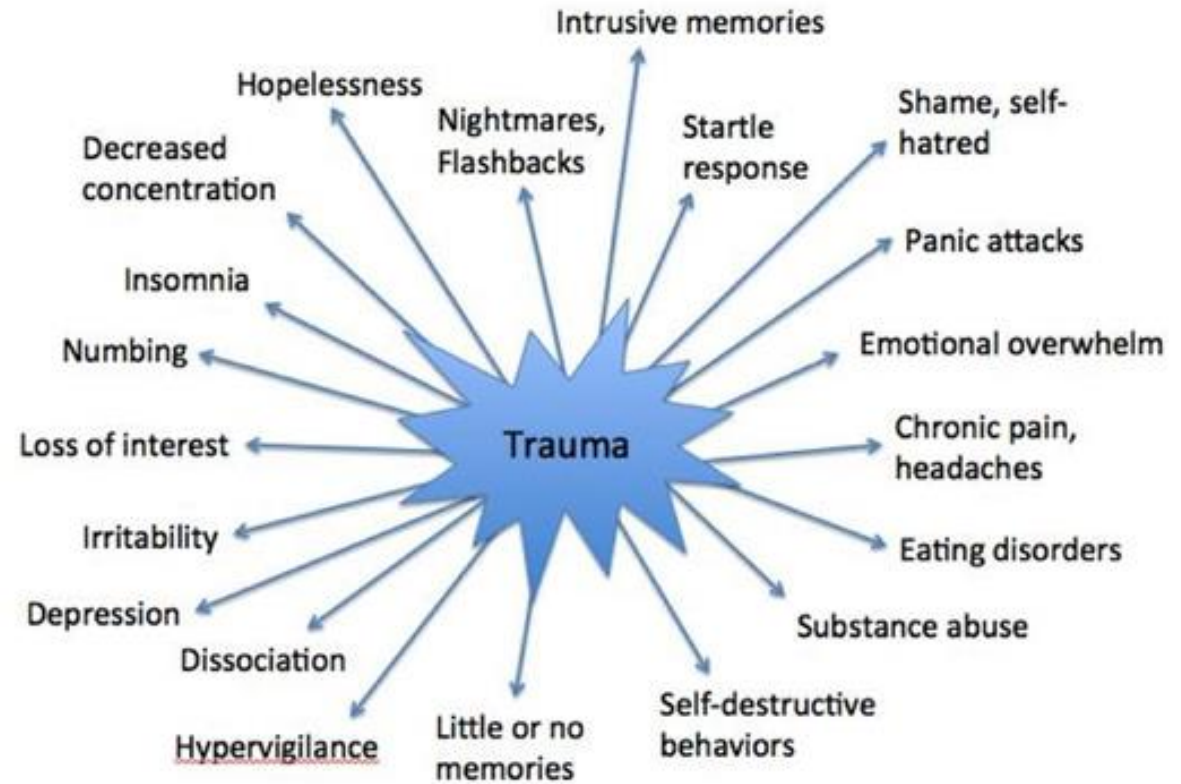 Intrusive memories
Hopelessness
Nightmares,
Flashbacks
Startle
response
Shame, self-
hatred
Decreased
concentration
Panic attacks
Insomnia
Numbing
Emotional overwhelm
Loss of interest
Trauma
Chronic pain,
headaches
Irritability
Eating disorders
Depression
Substance abuse
Dissociation
Hypervigilance
Little or no
memories
Self-destructive
behaviors